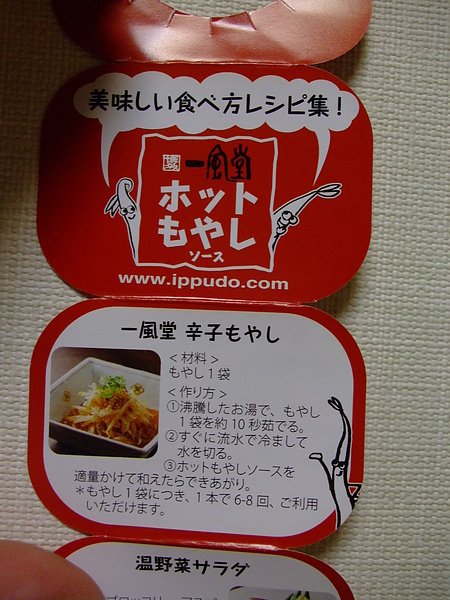 美味しい食べ方レシピ集！
博多 一風堂
ホット
もやし
ソース
www.ippudo.com
一風堂 辛子もやし
＜材料＞
もやし１袋
＜作り方＞
①沸騰したお湯で、もやし
１袋を約10秒茹でる。
②すぐに流水で冷まして
水を切る。
③ホットもやしソースを
適量かけて和えたらできあがり。
＊もやし１袋につき、1本で6-8回、ご利用
いただけます。
温野菜サラダ